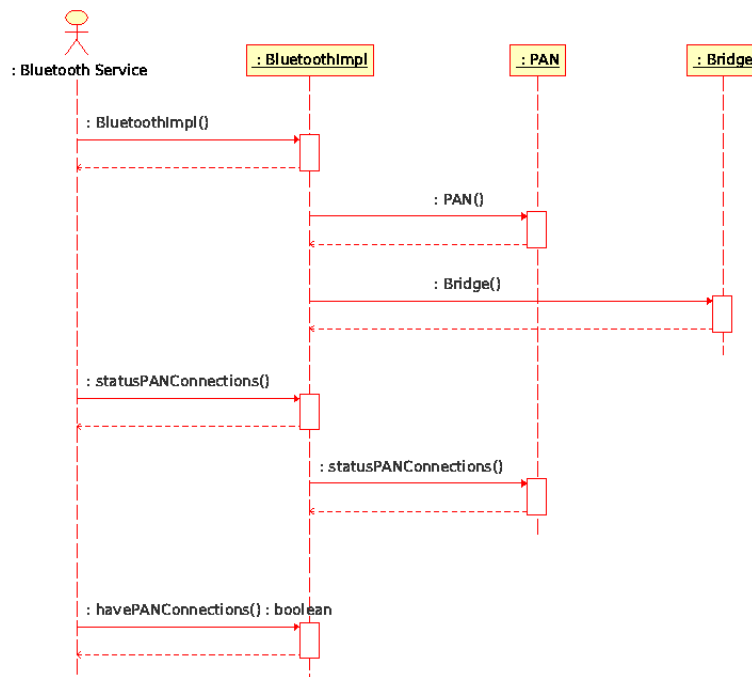 : Bluetooth Service
: BluetoothImpl
: PAN
: Bridge
: BluetoothImpl()
: PAN()
: Bridge()
: statusPANConnections()
: statusPANConnections()
: havePANConnections() : boolean